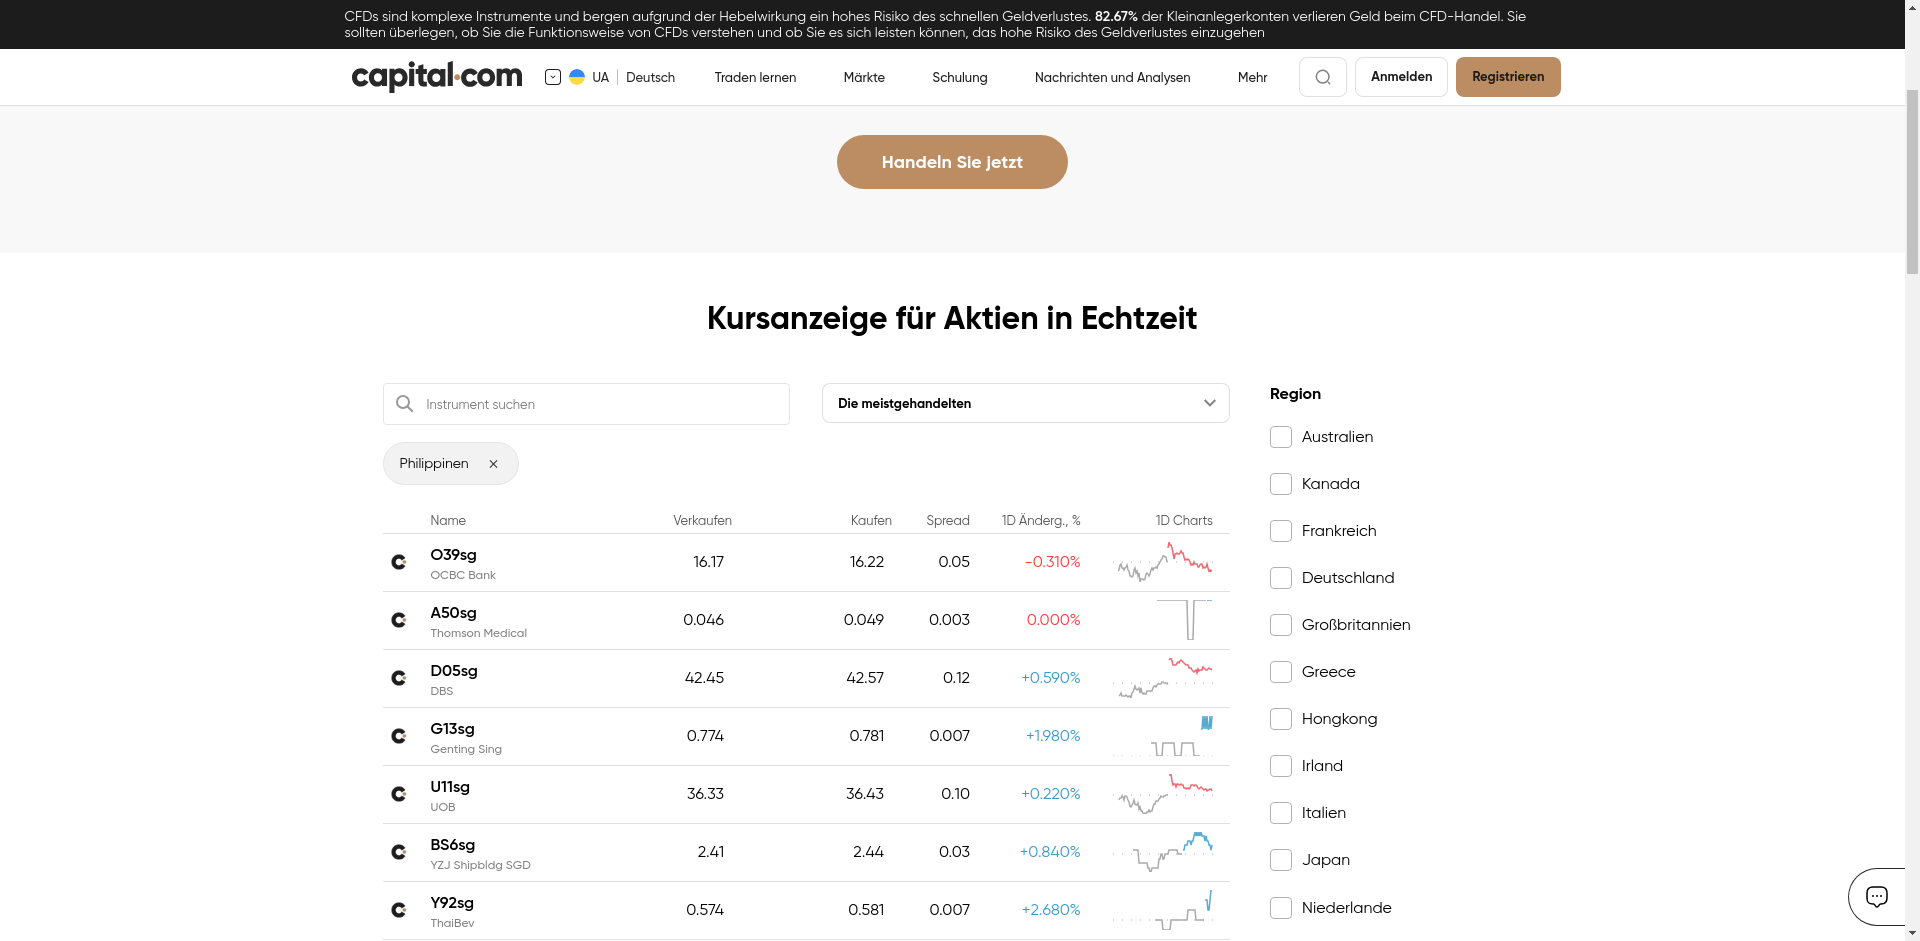 CFDs sind komplexe Instrumente und bergen aufgrund der Hebelwirkung ein hohes Risiko des schnellen Geldverlustes. 82.67% der Kleinanlegerkonten verlieren Geld beim CFD-Handel. Sie
sollten überlegen, ob Sie die Funktionsweise von CFDs verstehen und ob Sie es sich leisten können, das hohe Risiko des Geldverlustes einzugehen
capital.com UA Deutsch Traden lernen Märkte Schulung Nachrichten und Analysen Mehr Anmelden Registrieren
Handeln Sie jetzt
Kursanzeige für Aktien in Echtzeit
Instrument suchen
Die meistgehandelten
Philippinen
Name Verkaufen Kaufen Spread 1D Änderg., % 1D Charts
O39sg 16.17 16.22 0.05 -0.310%
OCBC Bank
A50sg 0.046 0.049 0.003 0.000%
Thomson Medical
D05sg 42.45 42.57 0.12 +0.590%
DBS
G13sg 0.774 0.781 0.007 +1.980%
Genting Sing
U11sg 36.33 36.43 0.10 +0.220%
UOB
BS6sg 2.41 2.44 0.03 +0.840%
YZJ Shipbldg SGD
Y92sg 0.574 0.581 0.007 +2.680%
ThaiBev
Region
Australien
Kanada
Frankreich
Deutschland
Großbritannien
Greece
Hongkong
Irland
Italien
Japan
Niederlande